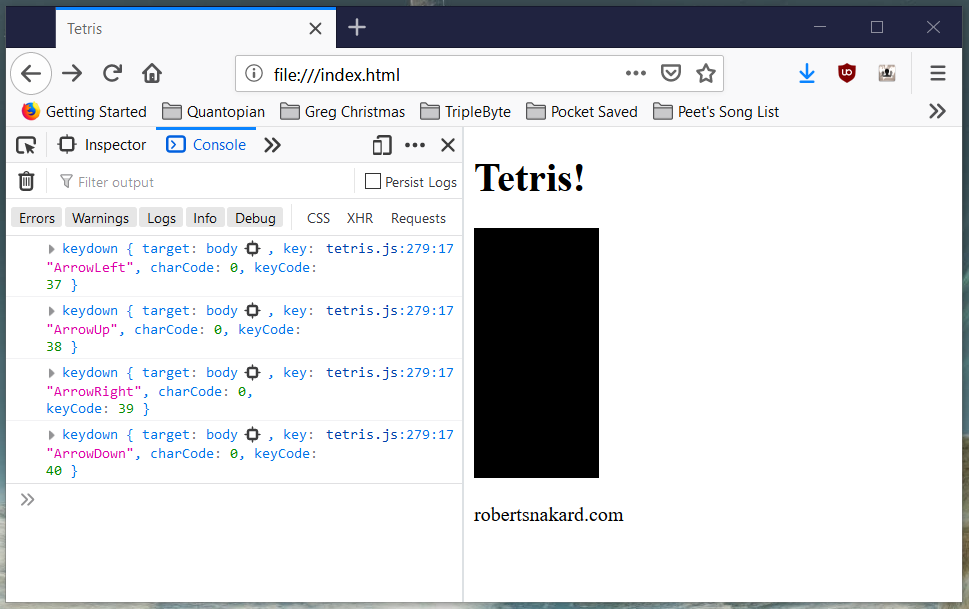 Tetris
file:///index.html
Getting Started Quantopian Greg Christmas TripleByte Pocket Saved Peet's Song List
Inspector Console
Filter output Persist Logs
Errors Warnings Logs Info Debug CSS XHR Requests
keydown { target: body , key: tetris.js:279:17
"ArrowLeft", charCode: 0, keyCode:
37 }
keydown { target: body , key: tetris.js:279:17
"ArrowUp", charCode: 0, keyCode:
38 }
keydown { target: body , key: tetris.js:279:17
"ArrowRight", charCode: 0,
keyCode: 39 }
keydown { target: body , key: tetris.js:279:17
"ArrowDown", charCode: 0, keyCode:
40 }
Tetris!
robertsnakard.com